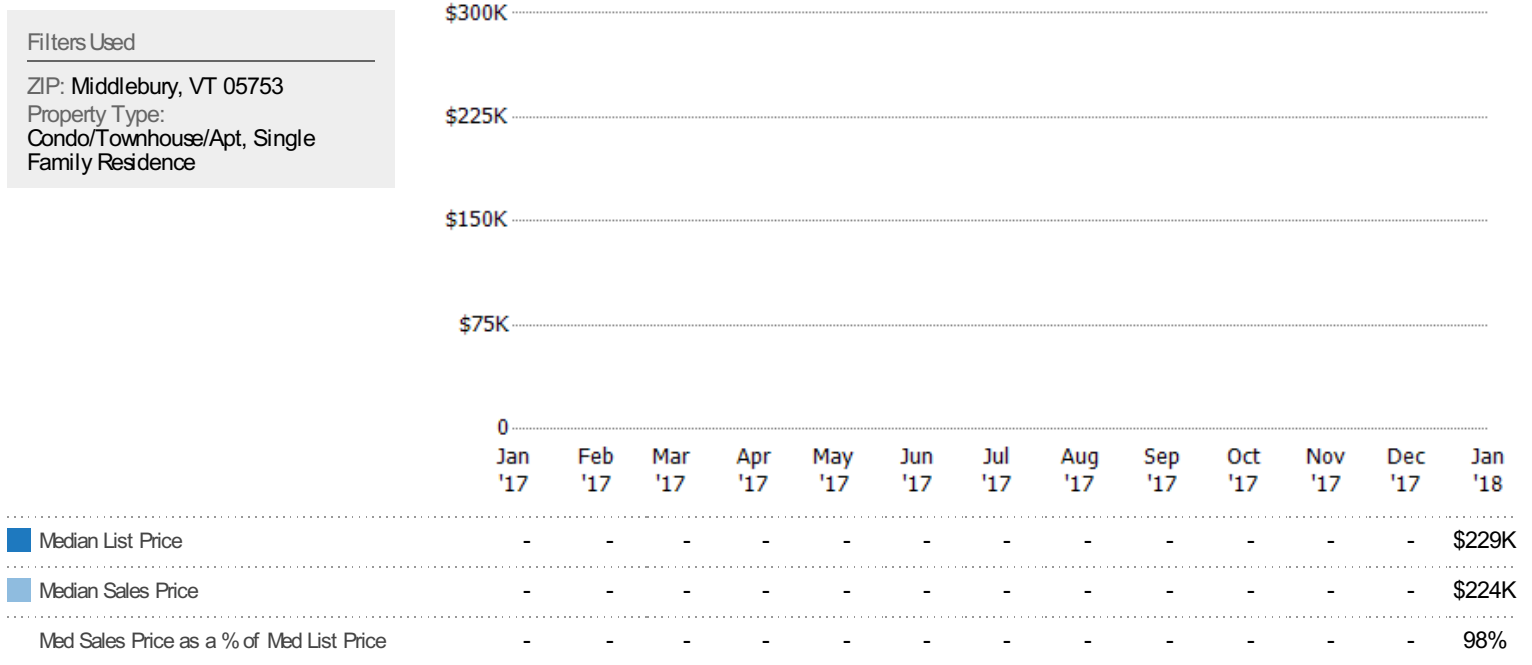 Filters Used
ZIP: Middlebury, VT 05753
Property Type:
Condo/Townhouse/Apt, Single
Family Residence
$300K
$225K
$150K
$75K
0
Jan Feb Mar Apr May Jun Jul Aug Sep Oct Nov Dec Jan
'17 '17 '17 '17 '17 '17 '17 '17 '17 '17 '17 '17 '18
Median List Price - - - - - - - - - - - - $229K
Median Sales Price - - - - - - - - - - - - $224K
Med Sales Price as a % of Med List Price - - - - - - - - - - - - 98%